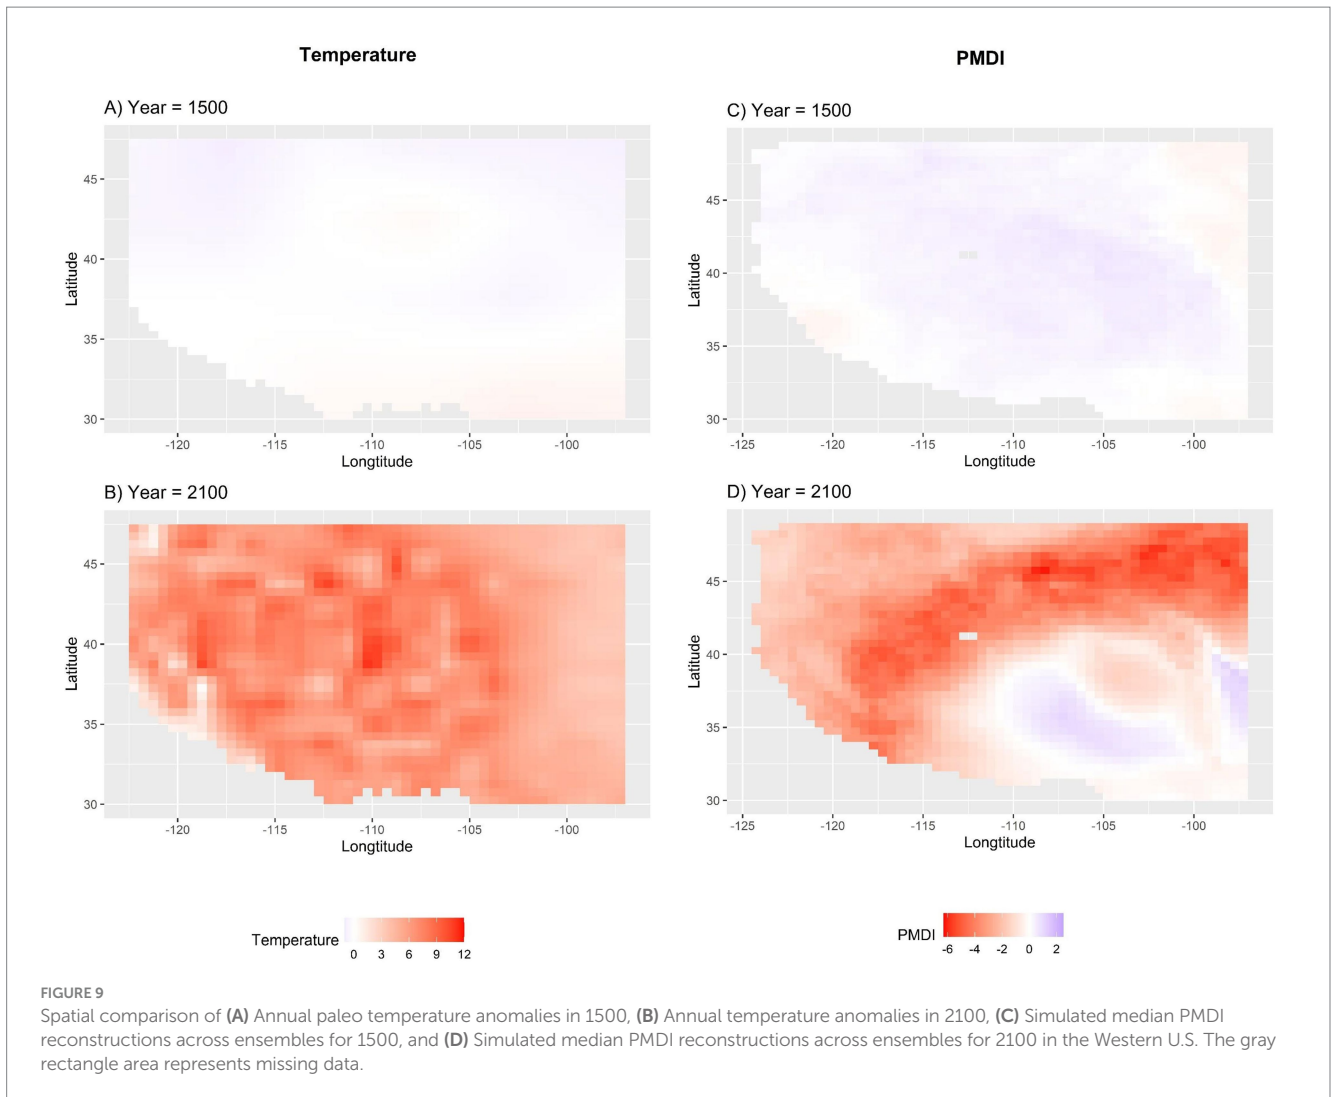 Temperature
PMDI
A) Year = 1500
C) Year = 1500
Latitude
45
40
35
30
-120
-115
-110
-105
-100
Longtitude
Latitude
45
40
35
30
-125
-120
-115
-110
-105
-100
Longtitude
B) Year = 2100
D) Year = 2100
Latitude
45
40
35
30
-120
-115
-110
-105
-100
Longtitude
Latitude
45
40
35
30
-125
-120
-115
-110
-105
-100
Longtitude
Temperature
0 3 6 9 12
PMDI
-6 -4 -2 0 2
FIGURE 9
Spatial comparison of (A) Annual paleo temperature anomalies in 1500, (B) Annual temperature anomalies in 2100, (C) Simulated median PMDI
reconstructions across ensembles for 1500, and (D) Simulated median PMDI reconstructions across ensembles for 2100 in the Western U.S. The gray
rectangle area represents missing data.